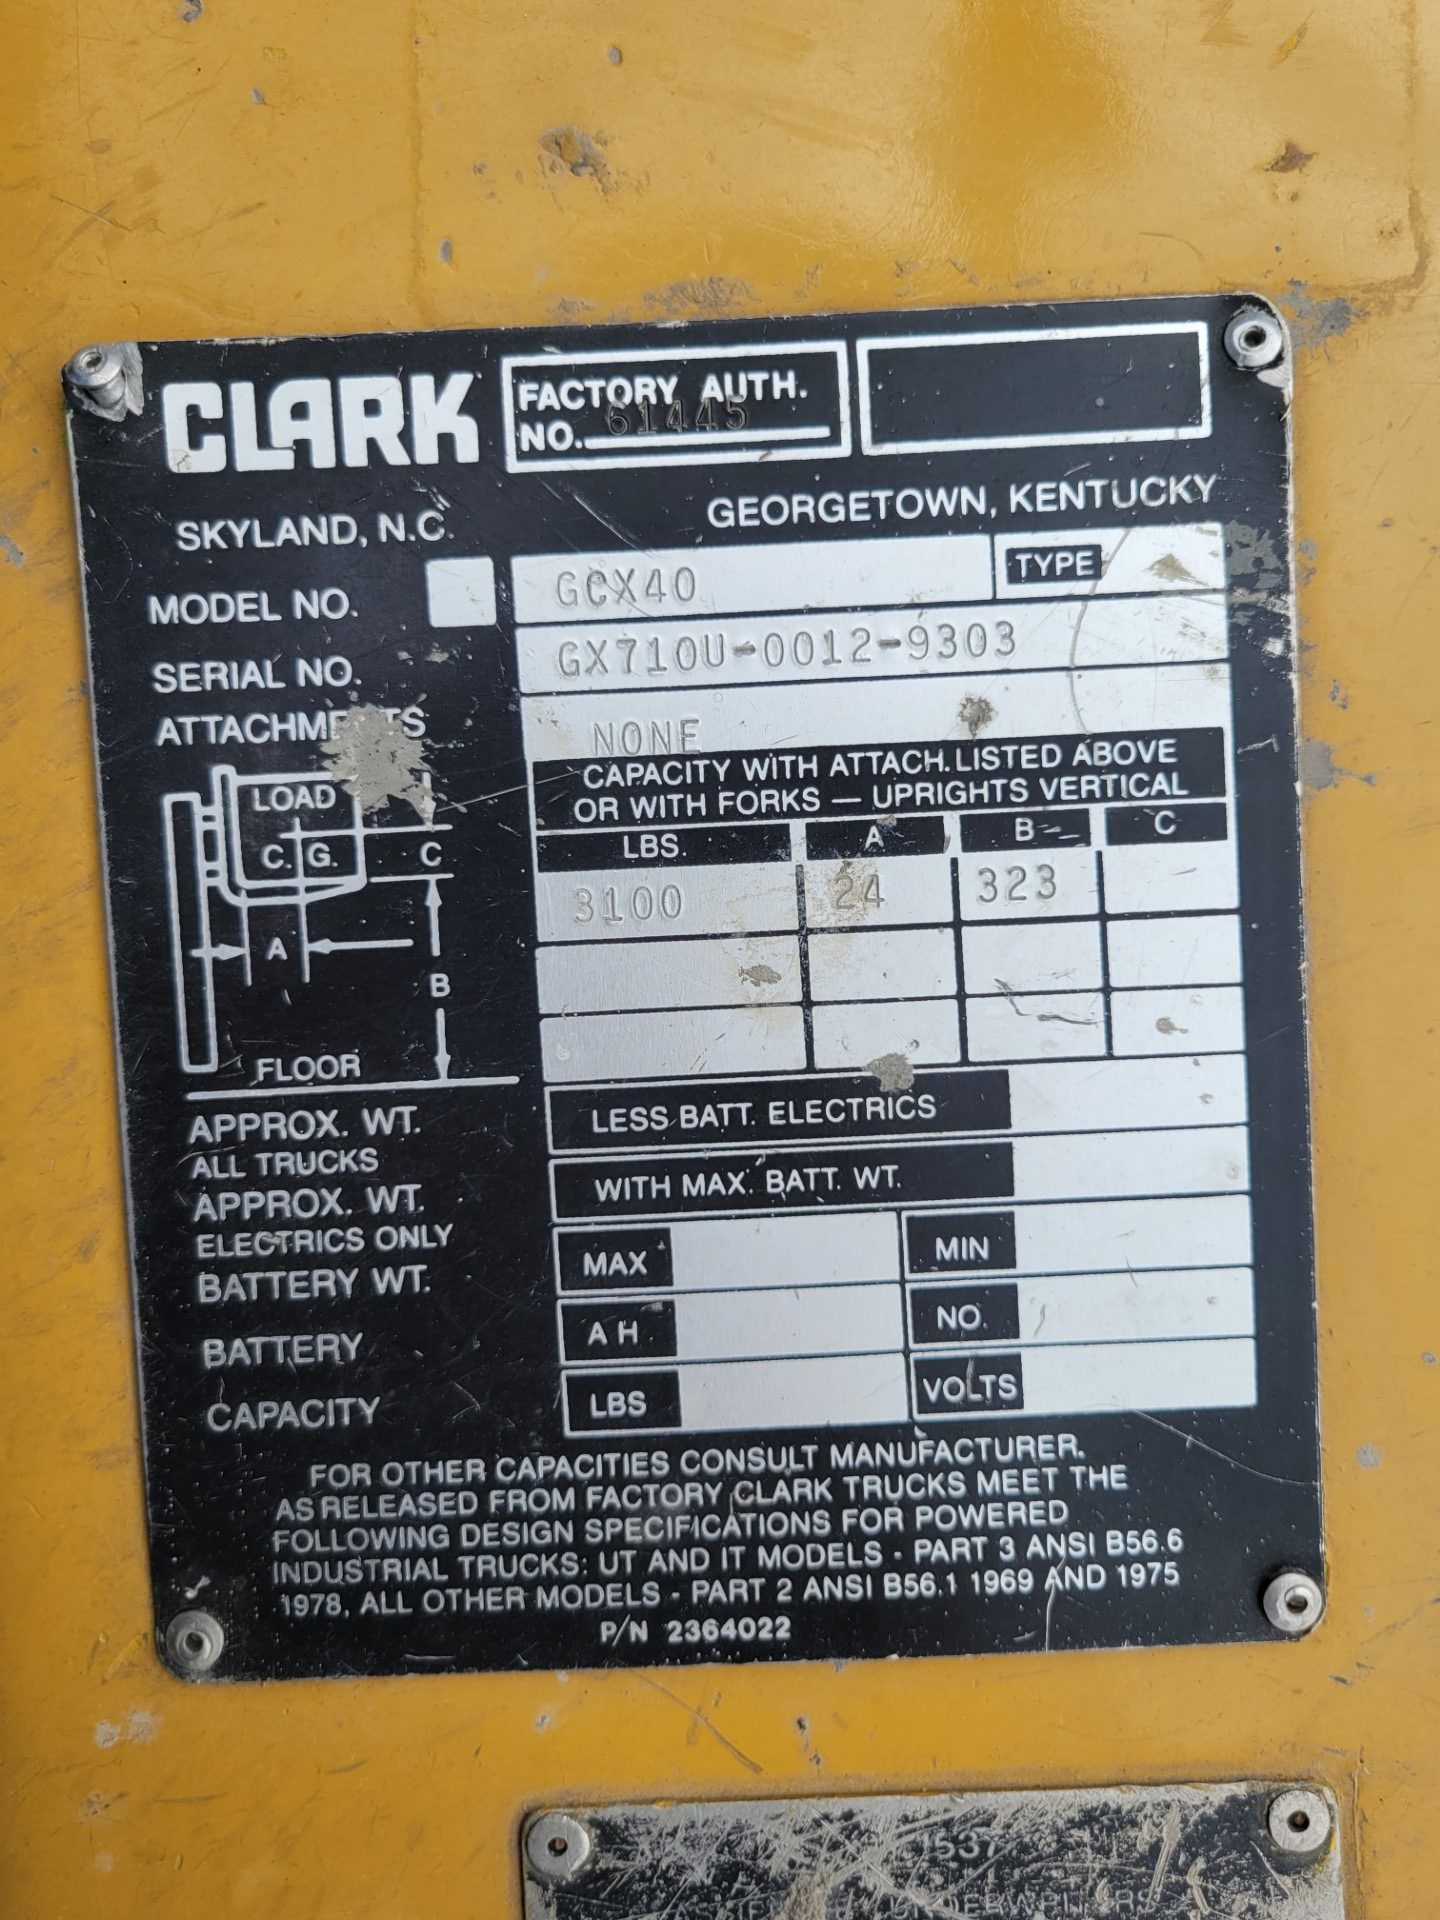 CLARK
FACTORY AUTH.
NO. 61445
SKYLAND, N.C.
GEORGETOWN, KENTUCKY
MODEL NO. GCX40 TYPE
SERIAL NO. GX710U-0012-9303
ATTACHMENTS NONE
CAPACITY WITH ATTACH. LISTED ABOVE
OR WITH FORKS — UPRIGHTS VERTICAL
LBS. A B C
3100 24 323
LOAD
C. G. C
A
B
FLOOR
APPROX. WT.
ALL TRUCKS
LESS BATT. ELECTRICS
APPROX. WT.
ELECTRICS ONLY
WITH MAX. BATT. WT.
BATTERY WT. MAX MIN
BATTERY A H NO.
CAPACITY LBS VOLTS
FOR OTHER CAPACITIES CONSULT MANUFACTURER.
AS RELEASED FROM FACTORY CLARK TRUCKS MEET THE
FOLLOWING DESIGN SPECIFICATIONS FOR POWERED
INDUSTRIAL TRUCKS: UT AND IT MODELS - PART 3 ANSI B56.6
1978, ALL OTHER MODELS - PART 2 ANSI B56.1 1969 AND 1975
P/N 2364022
1537